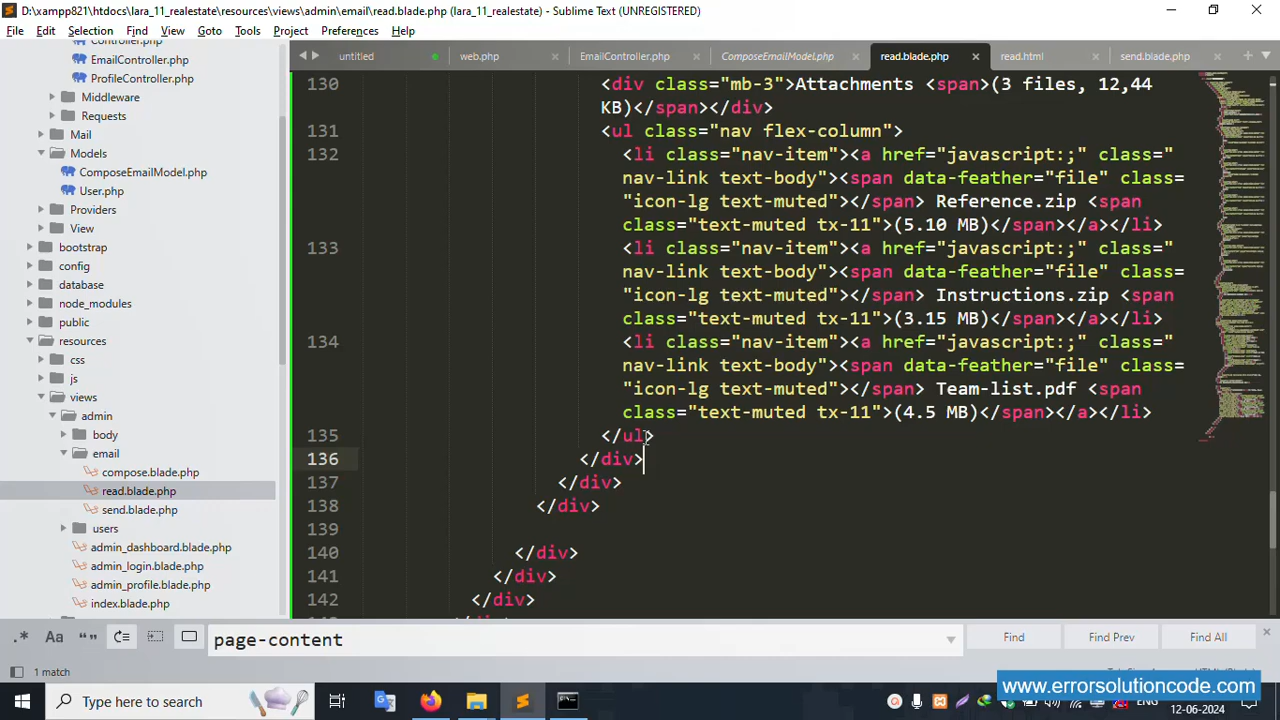 D:\xampp821\htdocs\lara_11_realestate\resources\views\admin\email\read.blade.php (lara_11_realestate) - Sublime Text (UNREGISTERED)
File Edit Selection Find View Goto Tools Project Preferences Help
Controller.php
EmailController.php
ProfileController.php
Middleware
Requests
Mail
Models
ComposeEmailModel.php
User.php
Providers
View
bootstrap
config
database
node_modules
public
resources
css
js
views
admin
body
email
compose.blade.php
read.blade.php
send.blade.php
users
admin_dashboard.blade.php
admin_login.blade.php
admin_profile.blade.php
index.blade.php
untitled web.php EmailController.php ComposeEmailModel.php read.blade.php read.html send.blade.php
130 <div class="mb-3">Attachments <span>(3 files, 12,44
KB)</span></div>
131 <ul class="nav flex-column">
132 <li class="nav-item"><a href="javascript:;" class="
nav-link text-body"><span data-feather="file" class=
"icon-lg text-muted"></span> Reference.zip <span
class="text-muted tx-11">(5.10 MB)</span></a></li>
133 <li class="nav-item"><a href="javascript:;" class="
nav-link text-body"><span data-feather="file" class=
"icon-lg text-muted"></span> Instructions.zip <span
class="text-muted tx-11">(3.15 MB)</span></a></li>
134 <li class="nav-item"><a href="javascript:;" class="
nav-link text-body"><span data-feather="file" class=
"icon-lg text-muted"></span> Team-list.pdf <span
class="text-muted tx-11">(4.5 MB)</span></a></li>
135 </ul>
136 </div>
137 </div>
138 </div>
139
140 </div>
141 </div>
142 </div>
.* Aa “” page-content Find Find Prev Find All
1 match
Type here to search
ENG
12-06-2024
www.errorsolutioncode.com